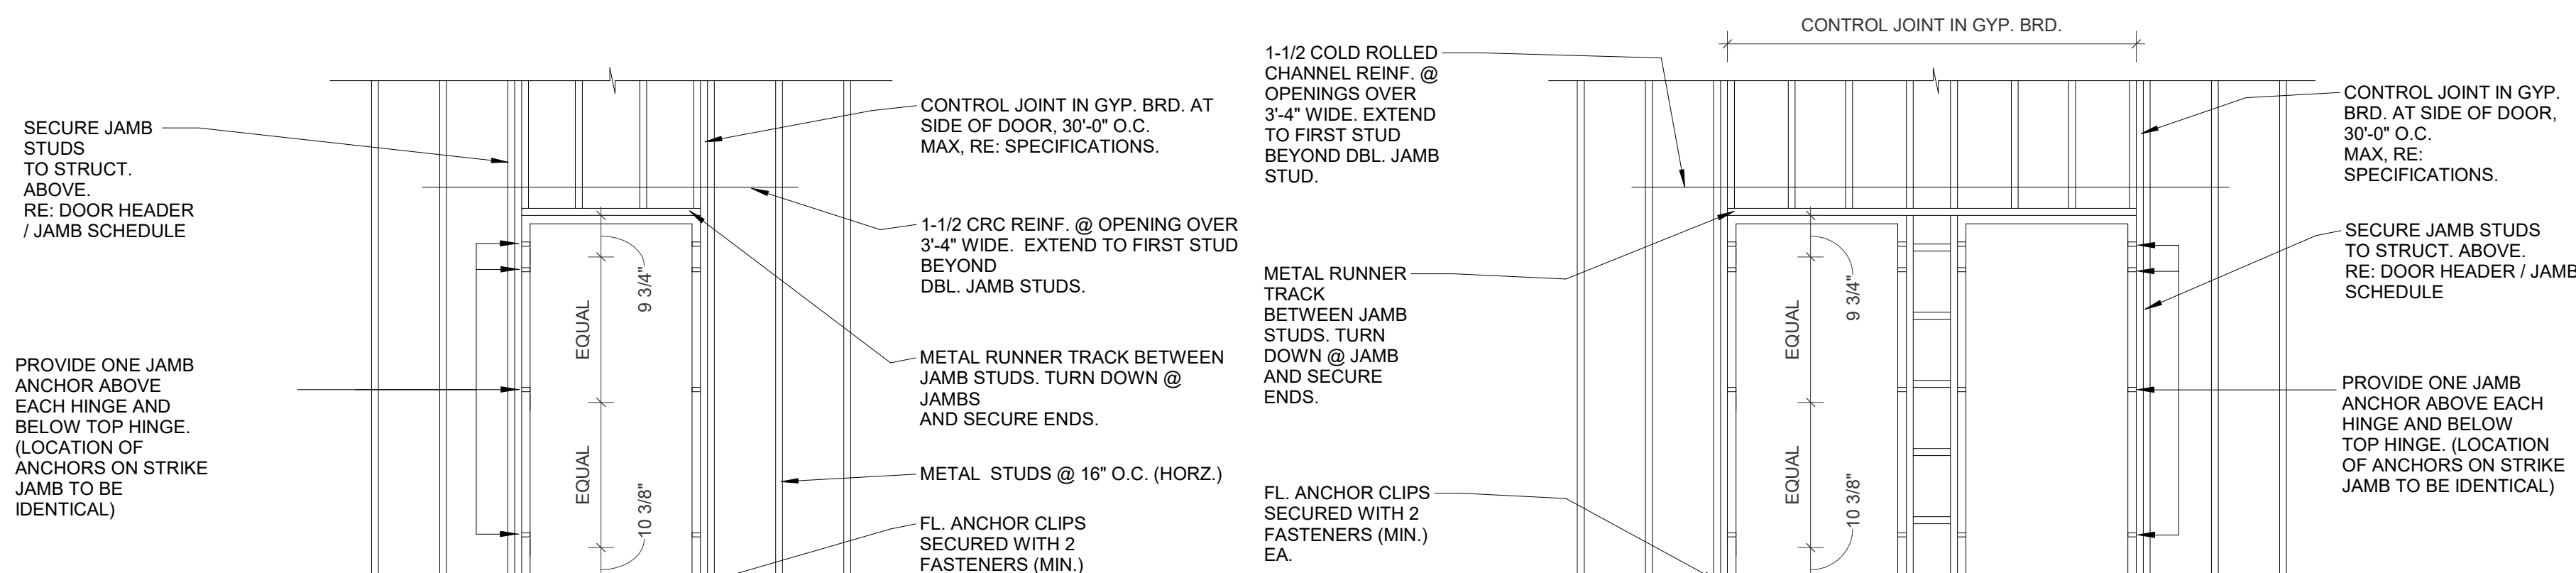 SECURE JAMB
STUDS
TO STRUCT.
ABOVE.
RE: DOOR HEADER
/ JAMB SCHEDULE
PROVIDE ONE JAMB
ANCHOR ABOVE
EACH HINGE AND
BELOW TOP HINGE.
(LOCATION OF
ANCHORS ON STRIKE
JAMB TO BE
IDENTICAL)
9 3/4"
EQUAL
EQUAL
10 3/8"
CONTROL JOINT IN GYP. BRD. AT
SIDE OF DOOR, 30'-0" O.C.
MAX, RE: SPECIFICATIONS.
1-1/2 CRC REINF. @ OPENING OVER
3'-4" WIDE. EXTEND TO FIRST STUD
BEYOND
DBL. JAMB STUDS.
METAL RUNNER TRACK BETWEEN
JAMB STUDS. TURN DOWN @
JAMBS
AND SECURE ENDS.
METAL STUDS @ 16" O.C. (HORZ.)
FL. ANCHOR CLIPS
SECURED WITH 2
FASTENERS (MIN.)
1-1/2 COLD ROLLED
CHANNEL REINF. @
OPENINGS OVER
3'-4" WIDE. EXTEND
TO FIRST STUD
BEYOND DBL. JAMB
STUD.
METAL RUNNER
TRACK
BETWEEN JAMB
STUDS. TURN
DOWN @ JAMB
AND SECURE
ENDS.
FL. ANCHOR CLIPS
SECURED WITH 2
FASTENERS (MIN.)
EA.
CONTROL JOINT IN GYP. BRD.
9 3/4"
EQUAL
EQUAL
10 3/8"
CONTROL JOINT IN GYP.
BRD. AT SIDE OF DOOR,
30'-0" O.C.
MAX, RE:
SPECIFICATIONS.
SECURE JAMB STUDS
TO STRUCT. ABOVE.
RE: DOOR HEADER / JAMB
SCHEDULE
PROVIDE ONE JAMB
ANCHOR ABOVE EACH
HINGE AND BELOW
TOP HINGE. (LOCATION
OF ANCHORS ON STRIKE
JAMB TO BE IDENTICAL)